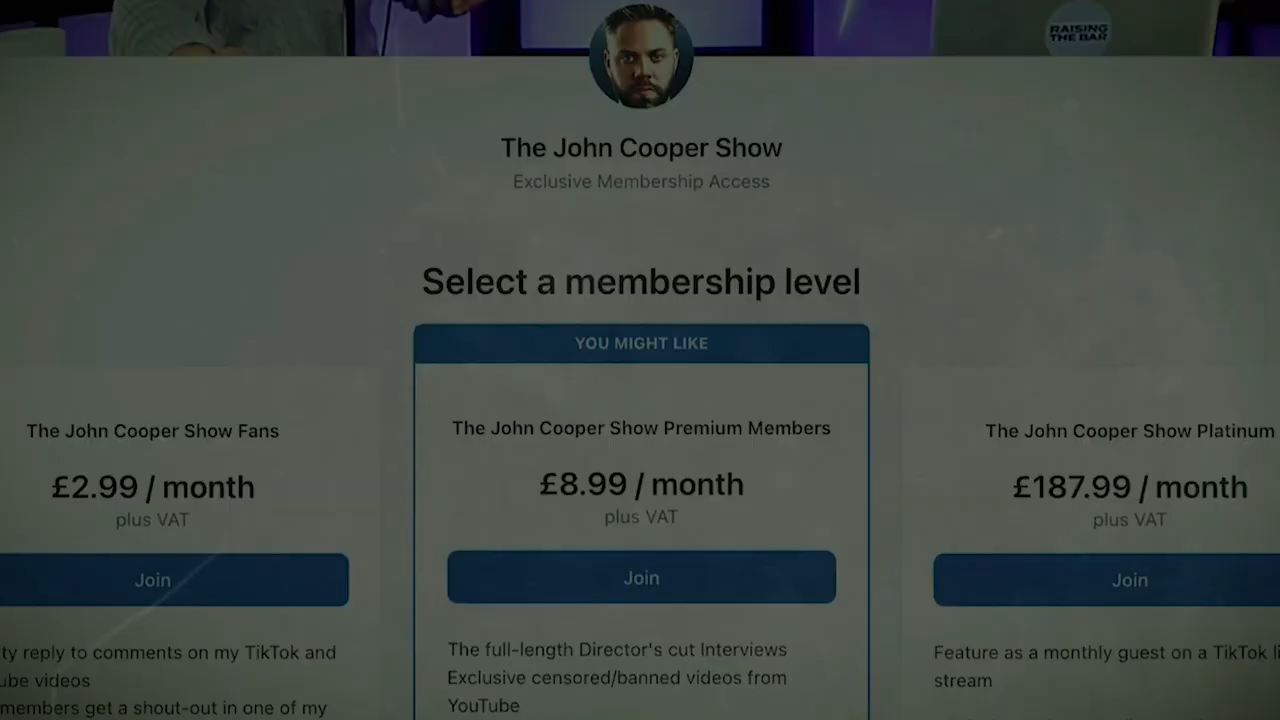 RAISING
THE BAR
The John Cooper Show
Exclusive Membership Access
Select a membership level
YOU MIGHT LIKE
The John Cooper Show Fans
£2.99 / month
plus VAT
Join
ty reply to comments on my TikTok and
ube videos
members get a shout-out in one of my
The John Cooper Show Premium Members
£8.99 / month
plus VAT
Join
The full-length Director's cut Interviews
Exclusive censored/banned videos from
YouTube
The John Cooper Show Platinum
£187.99 / month
plus VAT
Join
Feature as a monthly guest on a TikTok li
stream